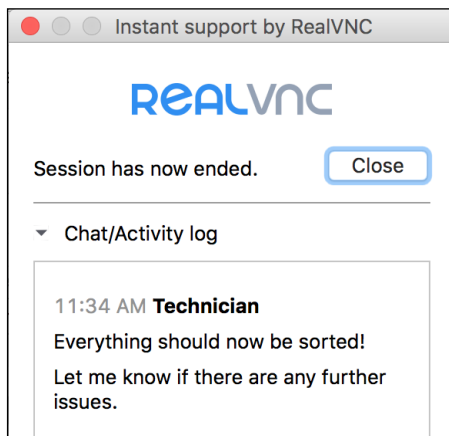 Instant support by RealVNC
REALVNC
Session has now ended.
Close
Chat/Activity log
11:34 AM Technician
Everything should now be sorted!
Let me know if there are any further
issues.